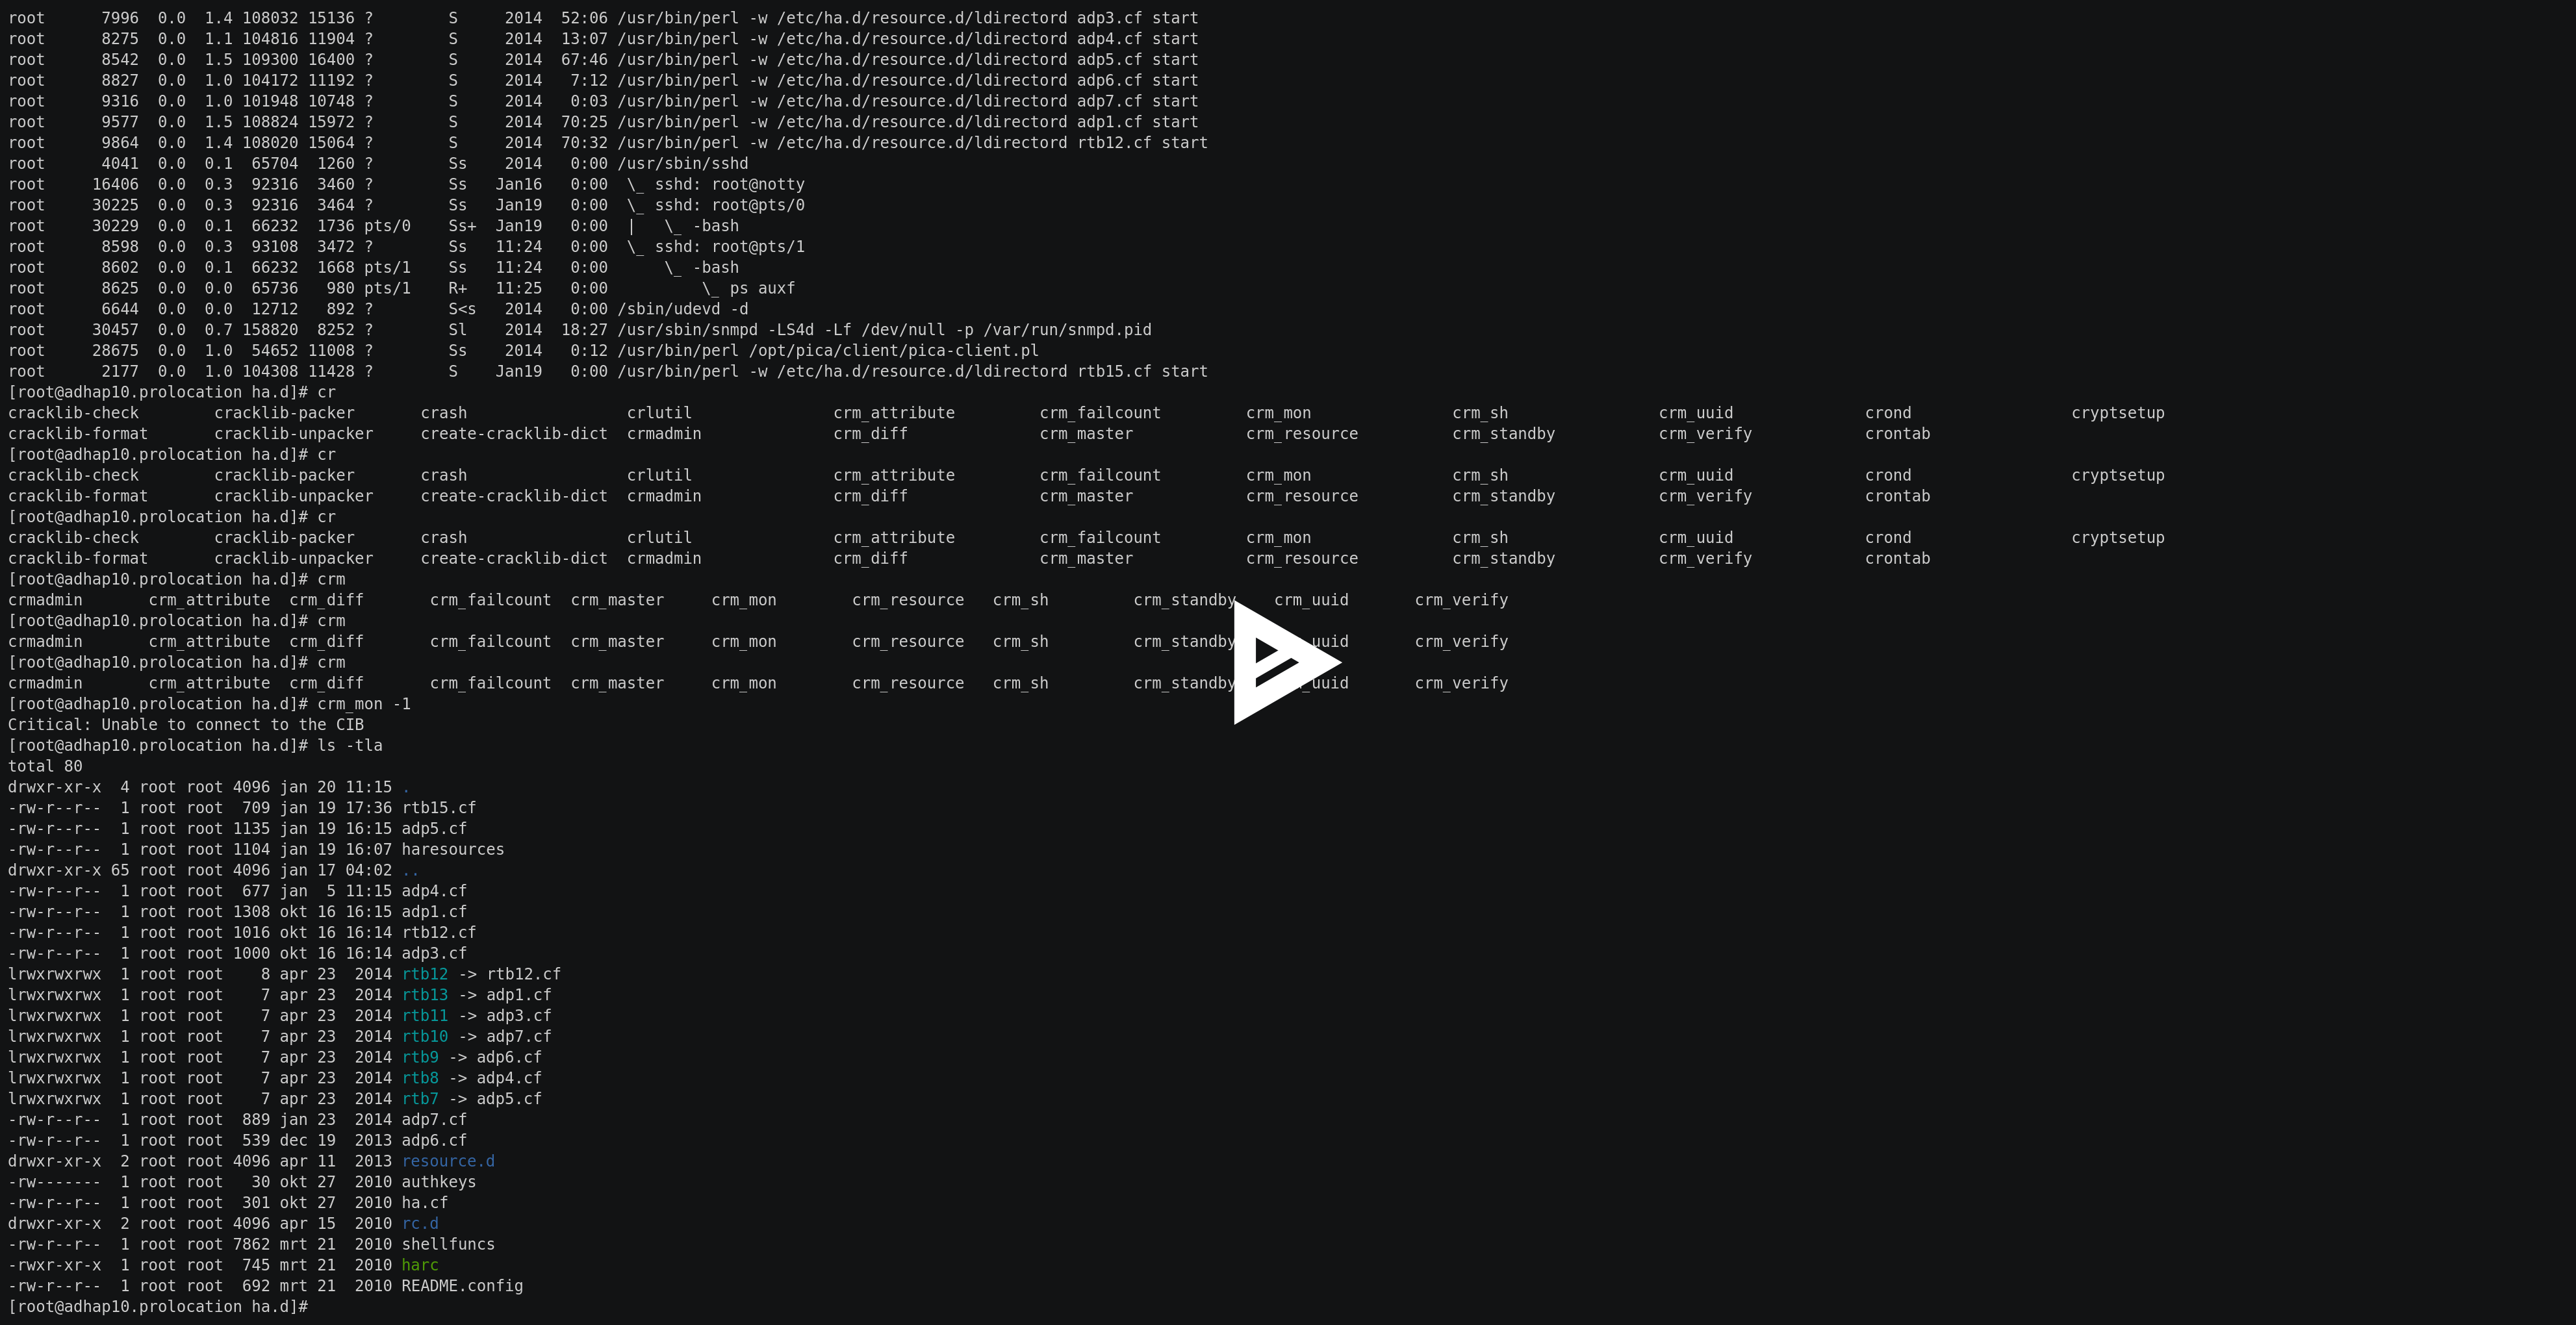 root      7996  0.0  1.4 108032 15136 ?        S     2014  52:06 /usr/bin/perl -w /etc/ha.d/resource.d/ldirectord adp3.cf start
root      8275  0.0  1.1 104816 11904 ?        S     2014  13:07 /usr/bin/perl -w /etc/ha.d/resource.d/ldirectord adp4.cf start
root      8542  0.0  1.5 109300 16400 ?        S     2014  67:46 /usr/bin/perl -w /etc/ha.d/resource.d/ldirectord adp5.cf start
root      8827  0.0  1.0 104172 11192 ?        S     2014   7:12 /usr/bin/perl -w /etc/ha.d/resource.d/ldirectord adp6.cf start
root      9316  0.0  1.0 101948 10748 ?        S     2014   0:03 /usr/bin/perl -w /etc/ha.d/resource.d/ldirectord adp7.cf start
root      9577  0.0  1.5 108824 15972 ?        S     2014  70:25 /usr/bin/perl -w /etc/ha.d/resource.d/ldirectord adp1.cf start
root      9864  0.0  1.4 108020 15064 ?        S     2014  70:32 /usr/bin/perl -w /etc/ha.d/resource.d/ldirectord rtb12.cf start
root      4041  0.0  0.1  65704  1260 ?        Ss    2014   0:00 /usr/sbin/sshd
root     16406  0.0  0.3  92316  3460 ?        Ss   Jan16   0:00  \_ sshd: root@notty
root     30225  0.0  0.3  92316  3464 ?        Ss   Jan19   0:00  \_ sshd: root@pts/0
root     30229  0.0  0.1  66232  1736 pts/0    Ss+  Jan19   0:00  |   \_ -bash
root      8598  0.0  0.3  93108  3472 ?        Ss   11:24   0:00  \_ sshd: root@pts/1
root      8602  0.0  0.1  66232  1668 pts/1    Ss   11:24   0:00      \_ -bash
root      8625  0.0  0.0  65736   980 pts/1    R+   11:25   0:00          \_ ps auxf
root      6644  0.0  0.0  12712   892 ?        S<s   2014   0:00 /sbin/udevd -d
root     30457  0.0  0.7 158820  8252 ?        Sl    2014  18:27 /usr/sbin/snmpd -LS4d -Lf /dev/null -p /var/run/snmpd.pid
root     28675  0.0  1.0  54652 11008 ?        Ss    2014   0:12 /usr/bin/perl /opt/pica/client/pica-client.pl
root      2177  0.0  1.0 104308 11428 ?        S    Jan19   0:00 /usr/bin/perl -w /etc/ha.d/resource.d/ldirectord rtb15.cf start
[root@adhap10.prolocation ha.d]# cr
cracklib-check        cracklib-packer       crash                 crlutil               crm_attribute         crm_failcount         crm_mon               crm_sh                crm_uuid              crond                 cryptsetup
cracklib-format       cracklib-unpacker     create-cracklib-dict  crmadmin              crm_diff              crm_master            crm_resource          crm_standby           crm_verify            crontab
[root@adhap10.prolocation ha.d]# cr
cracklib-check        cracklib-packer       crash                 crlutil               crm_attribute         crm_failcount         crm_mon               crm_sh                crm_uuid              crond                 cryptsetup
cracklib-format       cracklib-unpacker     create-cracklib-dict  crmadmin              crm_diff              crm_master            crm_resource          crm_standby           crm_verify            crontab
[root@adhap10.prolocation ha.d]# cr
cracklib-check        cracklib-packer       crash                 crlutil               crm_attribute         crm_failcount         crm_mon               crm_sh                crm_uuid              crond                 cryptsetup
cracklib-format       cracklib-unpacker     create-cracklib-dict  crmadmin              crm_diff              crm_master            crm_resource          crm_standby           crm_verify            crontab
[root@adhap10.prolocation ha.d]# crm
crmadmin       crm_attribute  crm_diff       crm_failcount  crm_master     crm_mon        crm_resource   crm_sh         crm_standby    crm_uuid       crm_verify
[root@adhap10.prolocation ha.d]# crm
crmadmin       crm_attribute  crm_diff       crm_failcount  crm_master     crm_mon        crm_resource   crm_sh         crm_standby    uuid       crm_verify
[root@adhap10.prolocation ha.d]# crm
crmadmin       crm_attribute  crm_diff       crm_failcount  crm_master     crm_mon        crm_resource   crm_sh         crm_standby    _uuid       crm_verify
[root@adhap10.prolocation ha.d]# crm_mon -1
Critical: Unable to connect to the CIB
[root@adhap10.prolocation ha.d]# ls -tla
total 80
drwxr-xr-x  4 root root 4096 jan 20 11:15 .
-rw-r--r--  1 root root  709 jan 19 17:36 rtb15.cf
-rw-r--r--  1 root root 1135 jan 19 16:15 adp5.cf
-rw-r--r--  1 root root 1104 jan 19 16:07 haresources
drwxr-xr-x 65 root root 4096 jan 17 04:02 ..
-rw-r--r--  1 root root  677 jan  5 11:15 adp4.cf
-rw-r--r--  1 root root 1308 okt 16 16:15 adp1.cf
-rw-r--r--  1 root root 1016 okt 16 16:14 rtb12.cf
-rw-r--r--  1 root root 1000 okt 16 16:14 adp3.cf
lrwxrwxrwx  1 root root    8 apr 23  2014 rtb12 -> rtb12.cf
lrwxrwxrwx  1 root root    7 apr 23  2014 rtb13 -> adp1.cf
lrwxrwxrwx  1 root root    7 apr 23  2014 rtb11 -> adp3.cf
lrwxrwxrwx  1 root root    7 apr 23  2014 rtb10 -> adp7.cf
lrwxrwxrwx  1 root root    7 apr 23  2014 rtb9 -> adp6.cf
lrwxrwxrwx  1 root root    7 apr 23  2014 rtb8 -> adp4.cf
lrwxrwxrwx  1 root root    7 apr 23  2014 rtb7 -> adp5.cf
-rw-r--r--  1 root root  889 jan 23  2014 adp7.cf
-rw-r--r--  1 root root  539 dec 19  2013 adp6.cf
drwxr-xr-x  2 root root 4096 apr 11  2013 resource.d
-rw-------  1 root root   30 okt 27  2010 authkeys
-rw-r--r--  1 root root  301 okt 27  2010 ha.cf
drwxr-xr-x  2 root root 4096 apr 15  2010 rc.d
-rw-r--r--  1 root root 7862 mrt 21  2010 shellfuncs
-rwxr-xr-x  1 root root  745 mrt 21  2010 harc
-rw-r--r--  1 root root  692 mrt 21  2010 README.config
[root@adhap10.prolocation ha.d]#